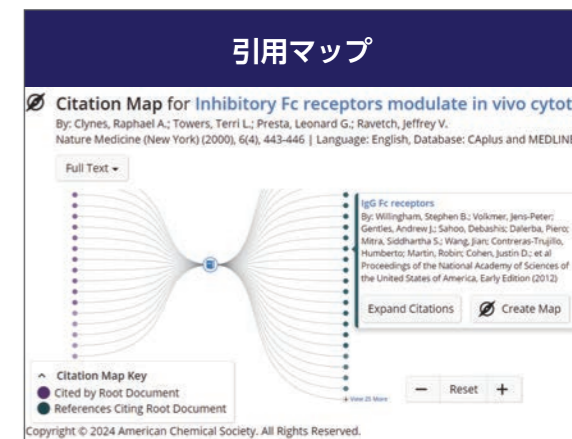 引用マップ
Citation Map for Inhibitory Fc receptors modulate in vivo cytot
By: Clynes, Raphael A.; Towers, Terri L.; Presta, Leonard G.; Ravetch, Jeffrey V.
Nature Medicine (New York) (2000), 6(4), 443-446 | Language: English, Database: CAplus and MEDLINE
Full Text
IgG Fc receptors
By: Willingham, Stephen B.; Volkmer, Jens-Peter;
Gentles, Andrew J.; Sahoo, Debashis; Dalerba, Piero;
Mitra, Siddhartha S.; Wang, Jian; Contreras-Trujillo,
Humberto; Martin, Robin; Cohen, Justin D.; et al
Proceedings of the National Academy of Sciences of
the United States of America, Early Edition (2012)
Expand Citations
Create Map
Citation Map Key
Cited by Root Document
References Citing Root Document
+ View 25 More
− Reset +
Copyright © 2024 American Chemical Society. All Rights Reserved.